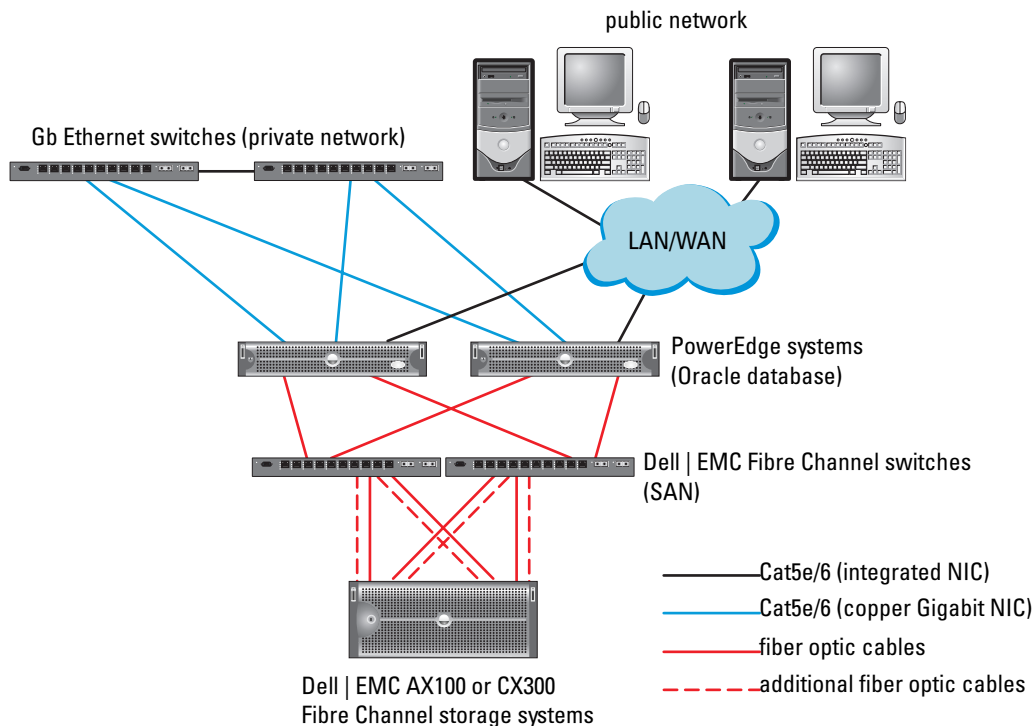 public network
Gb Ethernet switches (private network)
LAN/WAN
PowerEdge systems
(Oracle database)
Dell | EMC Fibre Channel switches
(SAN)
Cat5e/6 (integrated NIC)
Cat5e/6 (copper Gigabit NIC)
fiber optic cables
additional fiber optic cables
Dell | EMC AX100 or CX300
Fibre Channel storage systems